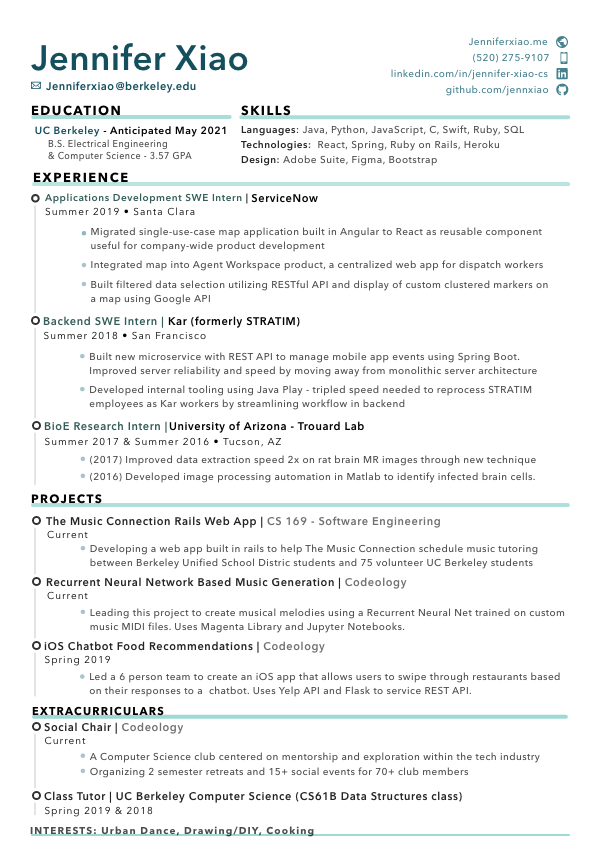 Jennifer Xiao
Jenniferxiao@berkeley.edu
Jenniferxiao.me
(520) 275-9107
linkedin.com/in/jennifer-xiao-cs
github.com/jennxiao
EDUCATION
UC Berkeley - Anticipated May 2021
B.S. Electrical Engineering
& Computer Science - 3.57 GPA
SKILLS
Languages: Java, Python, JavaScript, C, Swift, Ruby, SQL
Technologies: React, Spring, Ruby on Rails, Heroku
Design: Adobe Suite, Figma, Bootstrap
EXPERIENCE
Applications Development SWE Intern | ServiceNow
Summer 2019 • Santa Clara
• Migrated single-use-case map application built in Angular to React as reusable component
useful for company-wide product development
• Integrated map into Agent Workspace product, a centralized web app for dispatch workers
• Built filtered data selection utilizing RESTful API and display of custom clustered markers on
a map using Google API
Backend SWE Intern | Kar (formerly STRATIM)
Summer 2018 • San Francisco
• Built new microservice with REST API to manage mobile app events using Spring Boot.
Improved server reliability and speed by moving away from monolithic server architecture
• Developed internal tooling using Java Play - tripled speed needed to reprocess STRATIM
employees as Kar workers by streamlining workflow in backend
BioE Research Intern |University of Arizona - Trouard Lab
Summer 2017 & Summer 2016 • Tucson, AZ
• (2017) Improved data extraction speed 2x on rat brain MR images through new technique
• (2016) Developed image processing automation in Matlab to identify infected brain cells.
PROJECTS
The Music Connection Rails Web App | CS 169 - Software Engineering
Current
• Developing a web app built in rails to help The Music Connection schedule music tutoring
between Berkeley Unified School Distric students and 75 volunteer UC Berkeley students
Recurrent Neural Network Based Music Generation | Codeology
Current
• Leading this project to create musical melodies using a Recurrent Neural Net trained on custom
music MIDI files. Uses Magenta Library and Jupyter Notebooks.
iOS Chatbot Food Recommendations | Codeology
Spring 2019
• Led a 6 person team to create an iOS app that allows users to swipe through restaurants based
on their responses to a chatbot. Uses Yelp API and Flask to service REST API.
EXTRACURRICULARS
Social Chair | Codeology
Current
• A Computer Science club centered on mentorship and exploration within the tech industry
• Organizing 2 semester retreats and 15+ social events for 70+ club members
Class Tutor | UC Berkeley Computer Science (CS61B Data Structures class)
Spring 2019 & 2018
INTERESTS: Urban Dance, Drawing/DIY, Cooking